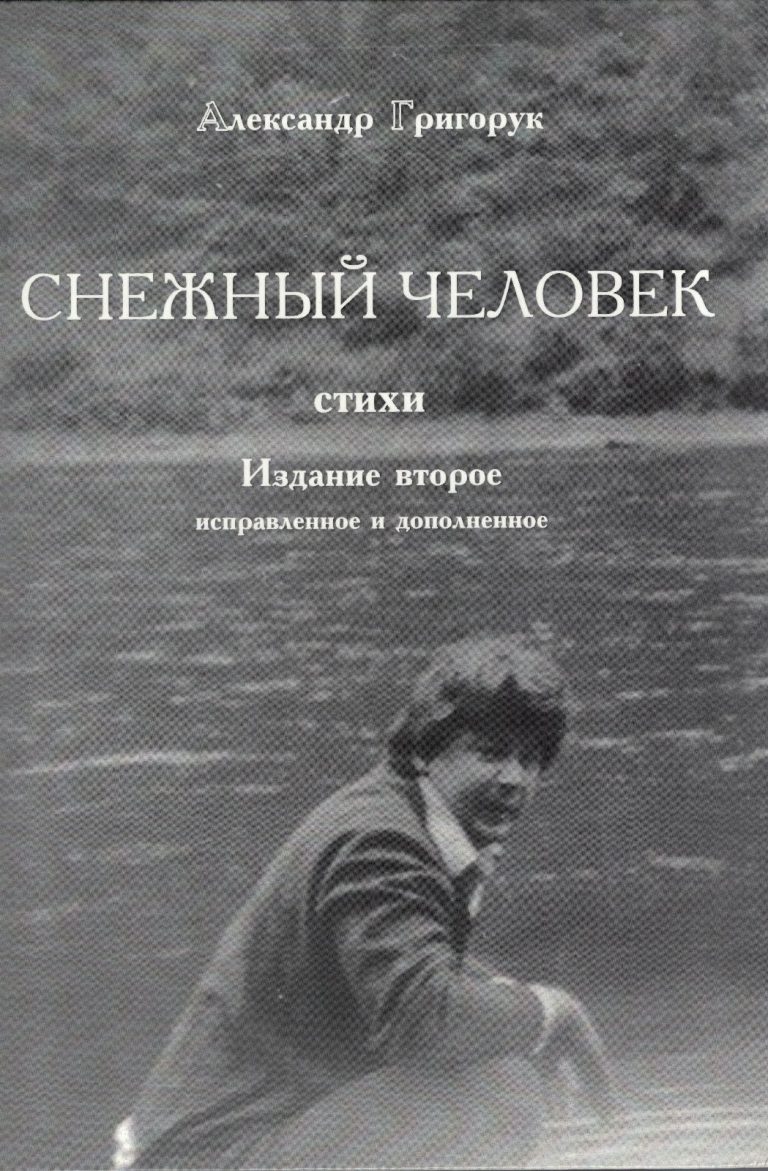 Александр Григорук
СНЕЖНЫЙ ЧЕЛОВЕК
стихи
Издание второе
исправленное и дополненное